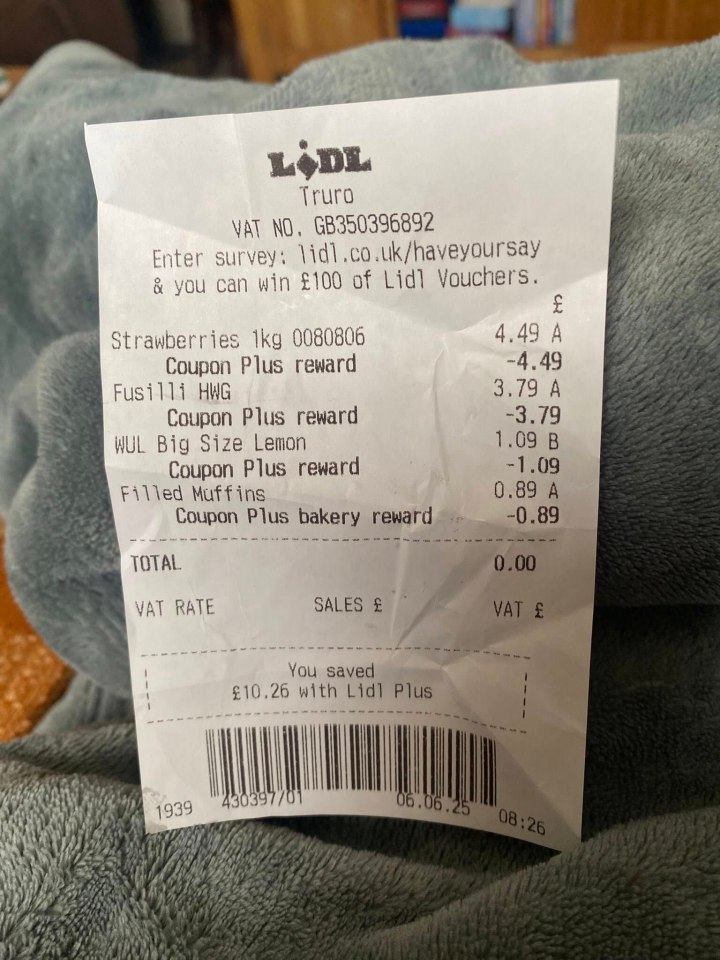 LiDL
Truro
VAT NO. GB350396892
Enter survey: lidl.co.uk/haveyoursay
& you can win £100 of Lidl Vouchers.
£
Strawberries 1kg 0080806 4.49 A
Coupon Plus reward -4.49
Fusilli HWG 3.79 A
Coupon Plus reward -3.79
WUL Big Size Lemon 1.09 B
Coupon Plus reward -1.09
Filled Muffins 0.89 A
Coupon Plus bakery reward -0.89
TOTAL 0.00
VAT RATE SALES £ VAT £
You saved
£10.26 with Lidl Plus
1939 430397/01 06.06.25 08:26